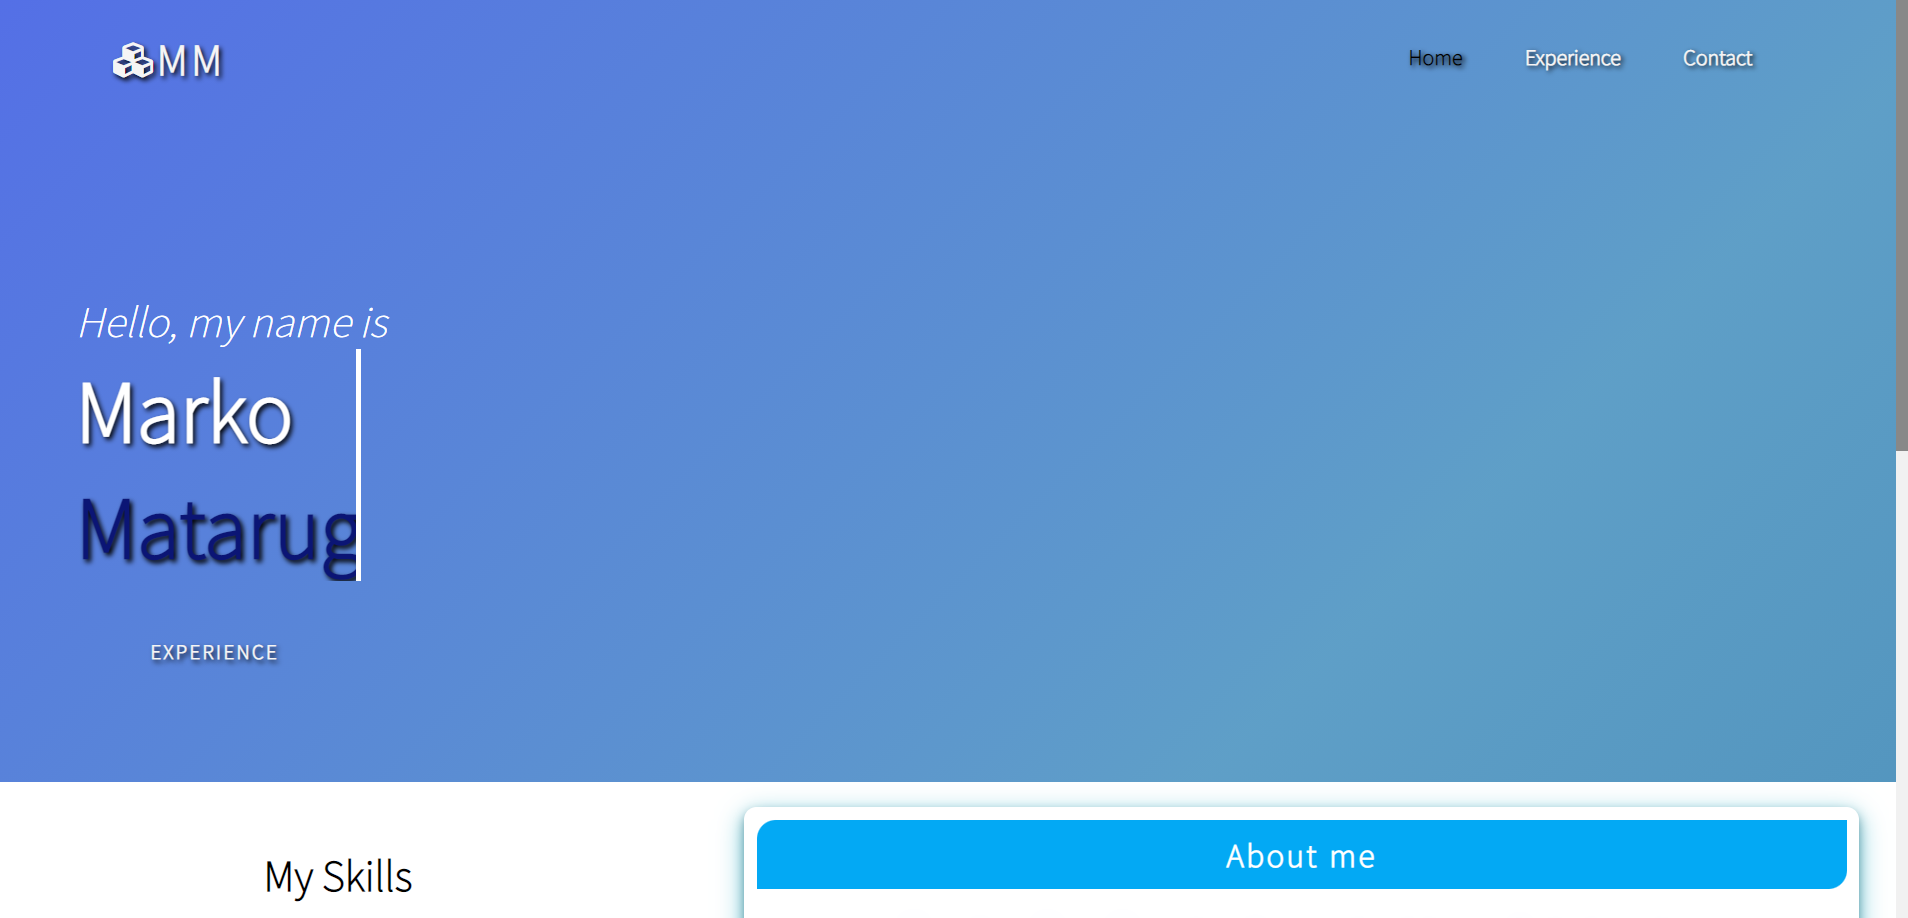 MM
Home Experience Contact
Hello, my name is
Marko
Matarug
EXPERIENCE
My Skills
About me